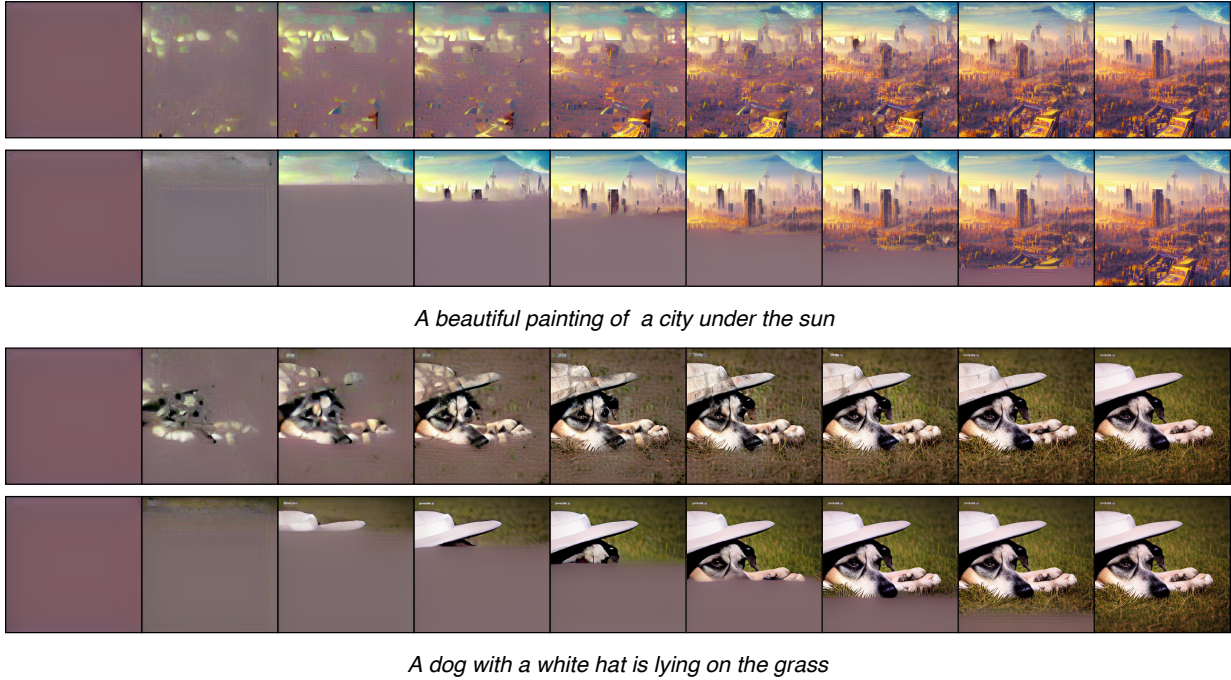 A beautiful painting of a city under the sun
A dog with a white hat is lying on the grass